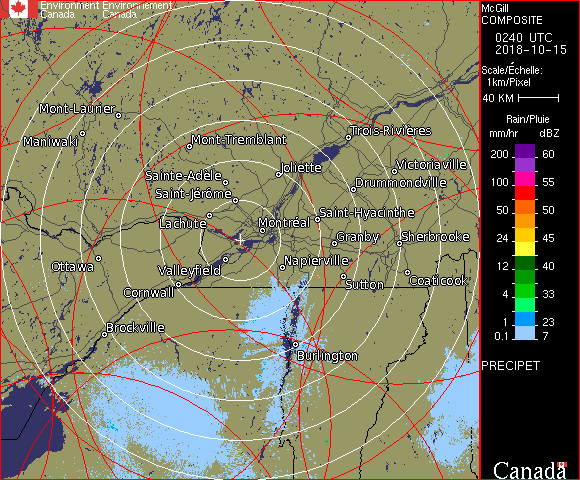 Environment Environnement
Canada Canada
McGill
COMPOSITE
0240 UTC
2018-10-15
Scale/Échelle:
1km/Pixel
40 KM
Rain/Pluie
mm/hr dBZ
200 60
100 55
50 50
24 45
12 40
4 33
1 23
0.1 7
PRECIPET
Canada
Mont-Laurier
Maniwaki
Mont-Tremblant
Trois-Rivières
Joliette
Victoriaville
Sainte-Adèle
Drummondville
Saint-Jérôme
Lachute
Saint-Hyacinthe
Montréal
Granby
Sherbrooke
Ottawa
Valleyfield
Napierville
Cornwall
Sutton
Coaticook
Brockville
Burlington